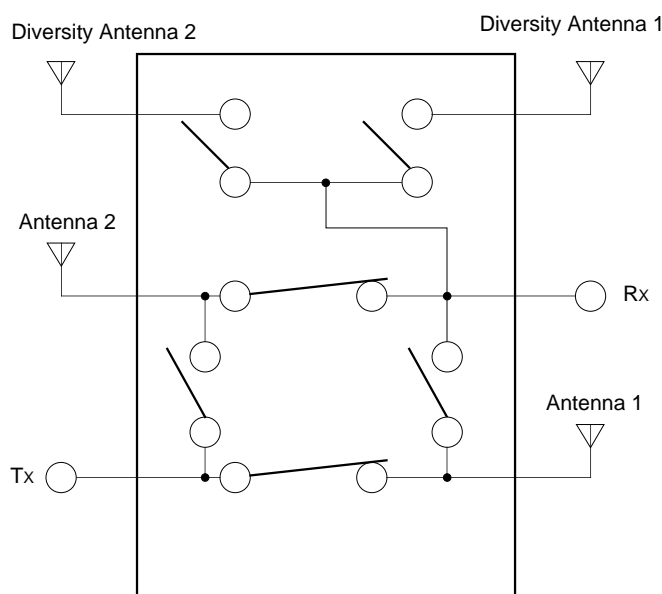 Diversity Antenna 2
Diversity Antenna 1
Antenna 2
Rx
Antenna 1
Tx